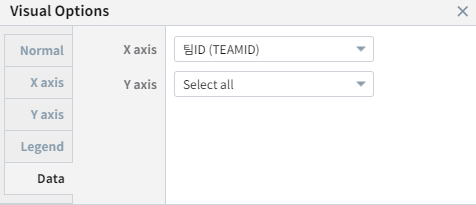 Visual Options
Normal
X axis
Y axis
Legend
Data
X axis 팀ID (TEAMID)
Y axis Select all